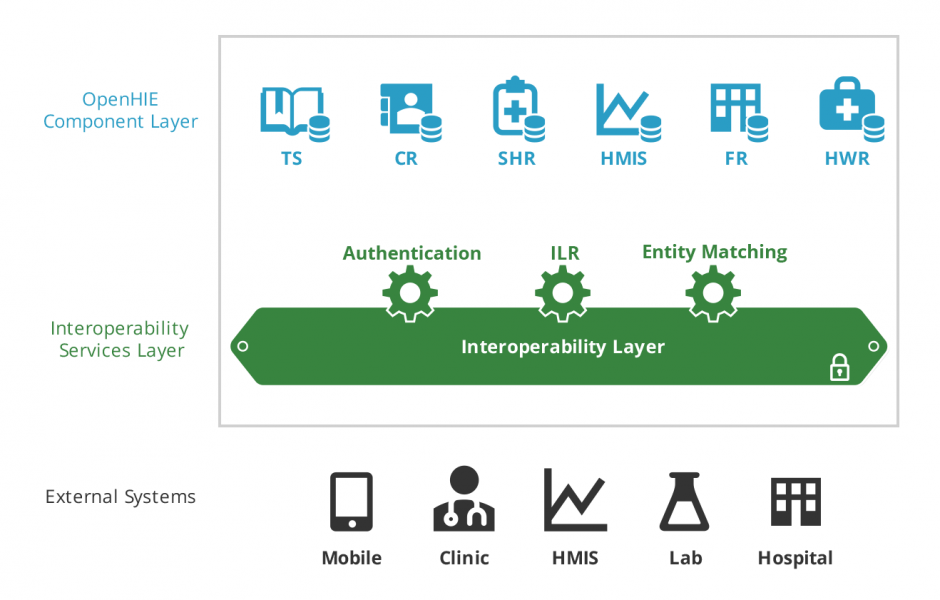 OpenHIE
Component Layer
TS
CR
SHR
HMIS
FR
HWR
Authentication
ILR
Entity Matching
Interoperability
Services Layer
Interoperability Layer
External Systems
Mobile
Clinic
HMIS
Lab
Hospital